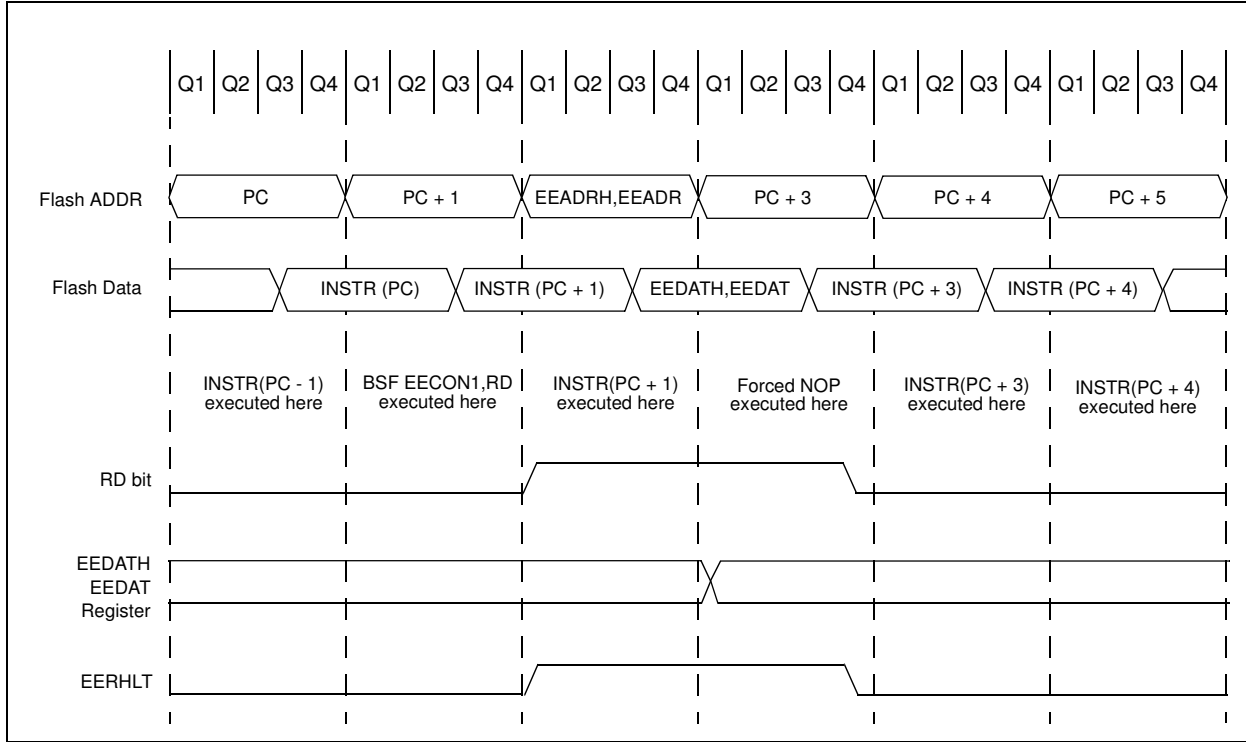 Q1 Q2 Q3 Q4 Q1 Q2 Q3 Q4 Q1 Q2 Q3 Q4 Q1 Q2 Q3 Q4 Q1 Q2 Q3 Q4 Q1 Q2 Q3 Q4
Flash ADDR PC PC + 1 EEADRH,EEADR PC + 3 PC + 4 PC + 5
Flash Data INSTR (PC) INSTR (PC + 1) EEDATH,EEDAT INSTR (PC + 3) INSTR (PC + 4)
INSTR(PC - 1) BSF EECON1,RD INSTR(PC + 1) Forced NOP INSTR(PC + 3) INSTR(PC + 4)
executed here executed here executed here executed here executed here executed here
RD bit
EEDATH
EEDAT
Register
EERHLT